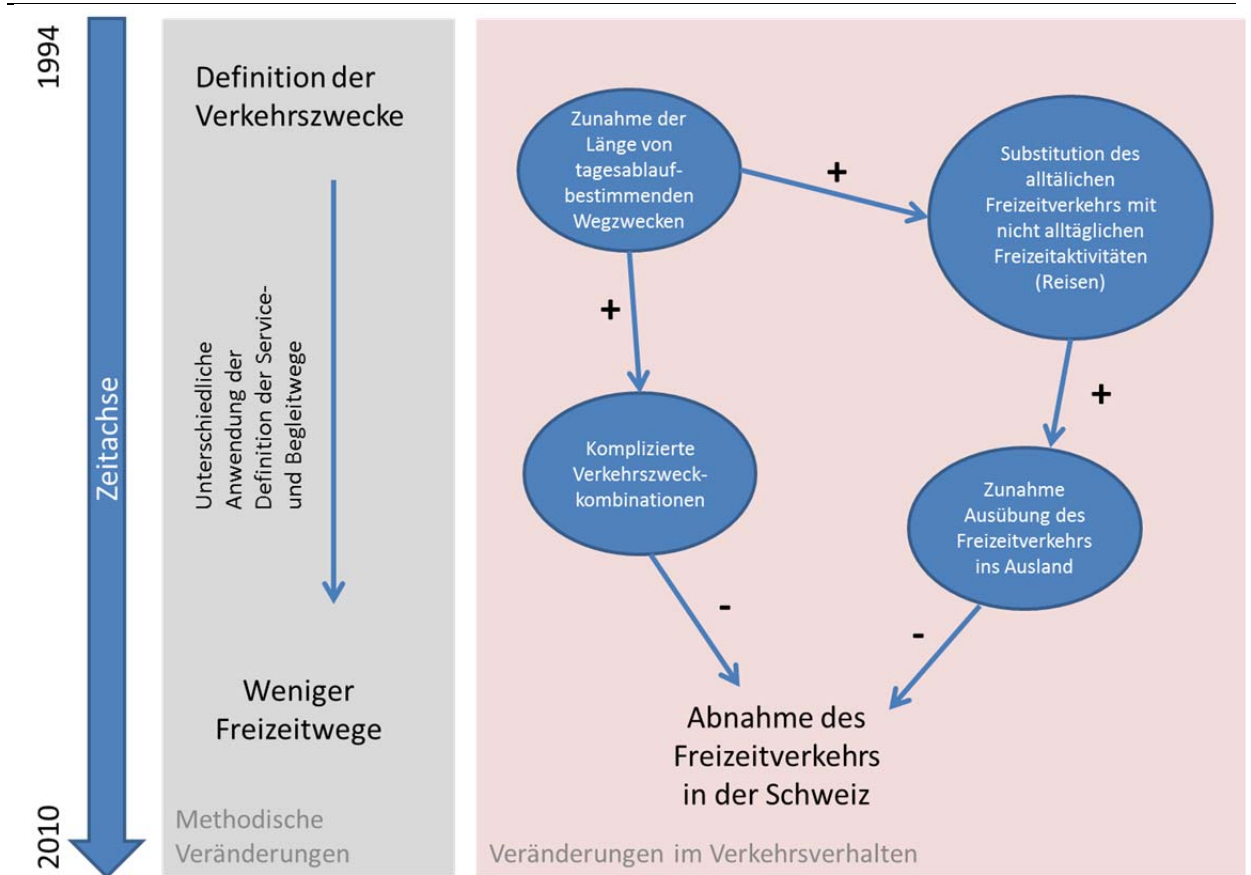 1994
Zeitachse
2010
Definition der
Verkehrszwecke
Unterschiedliche
Anwendung der
Definition der Service-
und Begleitwege
Weniger
Freizeitwege
Methodische
Veränderungen
Zunahme der
Länge von
tagesablauf-
bestimmenden
Wegzwecken
+
Substitution des
alltälichen
Freizeitverkehrs mit
nicht alltäglichen
Freizeitaktivitäten
(Reisen)
+
+
Komplizierte
Verkehrszweck-
kombinationen
Zunahme
Ausübung des
Freizeitverkehrs
ins Ausland
-
-
Abnahme des
Freizeitverkehrs
in der Schweiz
Veränderungen im Verkehrsverhalten